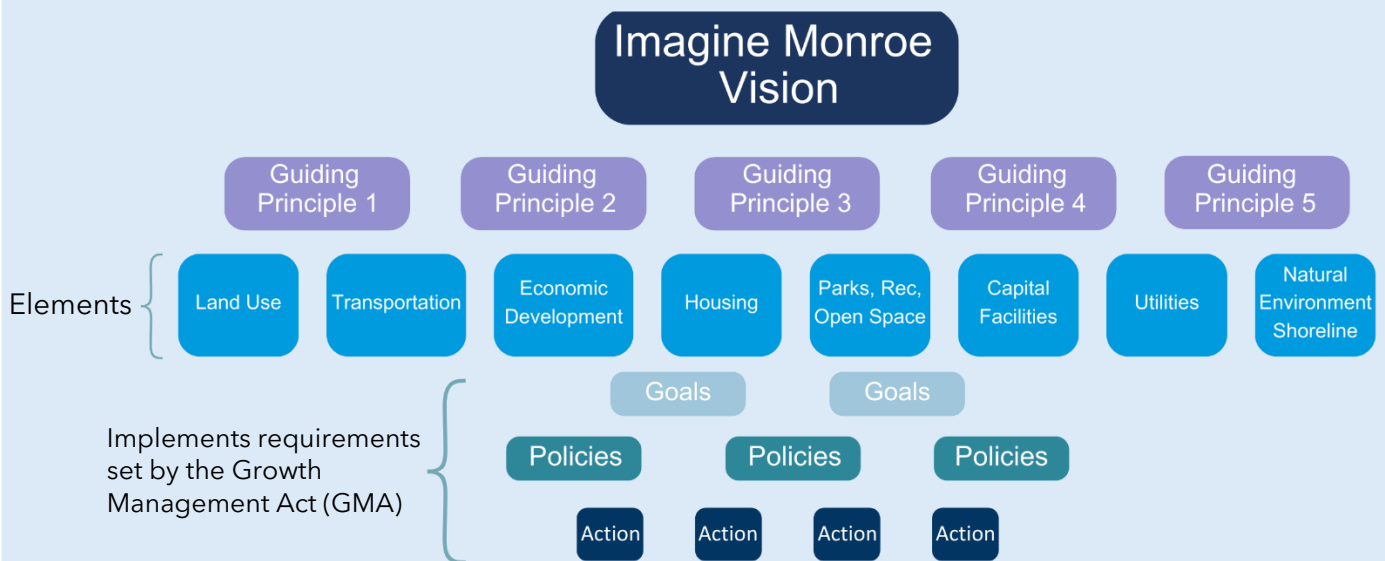 Imagine Monroe
Vision
Guiding
Principle 1
Guiding
Principle 2
Guiding
Principle 3
Guiding
Principle 4
Guiding
Principle 5
Elements
Land Use
Transportation
Economic
Development
Housing
Parks, Rec,
Open Space
Capital
Facilities
Utilities
Natural
Environment
Shoreline
Implements requirements
set by the Growth
Management Act (GMA)
Goals
Goals
Policies
Policies
Policies
Action
Action
Action
Action